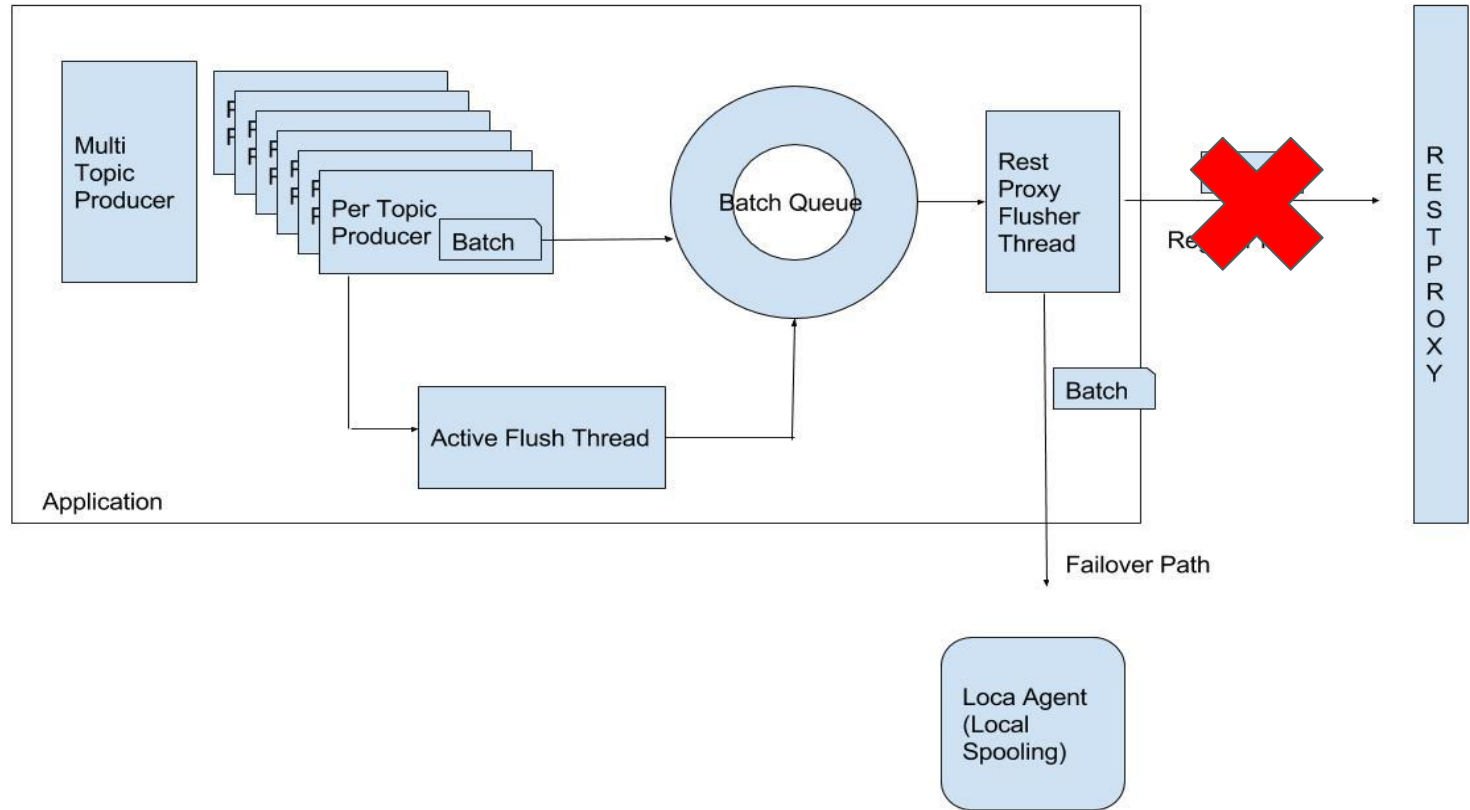 Multi
Topic
Producer
P
P
P
P
P
P
P
P
P
P
Per Topic
Producer
Batch
Batch Queue
Rest
Proxy
Flusher
Thread
R
E
S
T
P
R
O
X
Y
Active Flush Thread
Batch
Application
Failover Path
Loca Agent
(Local
Spooling)